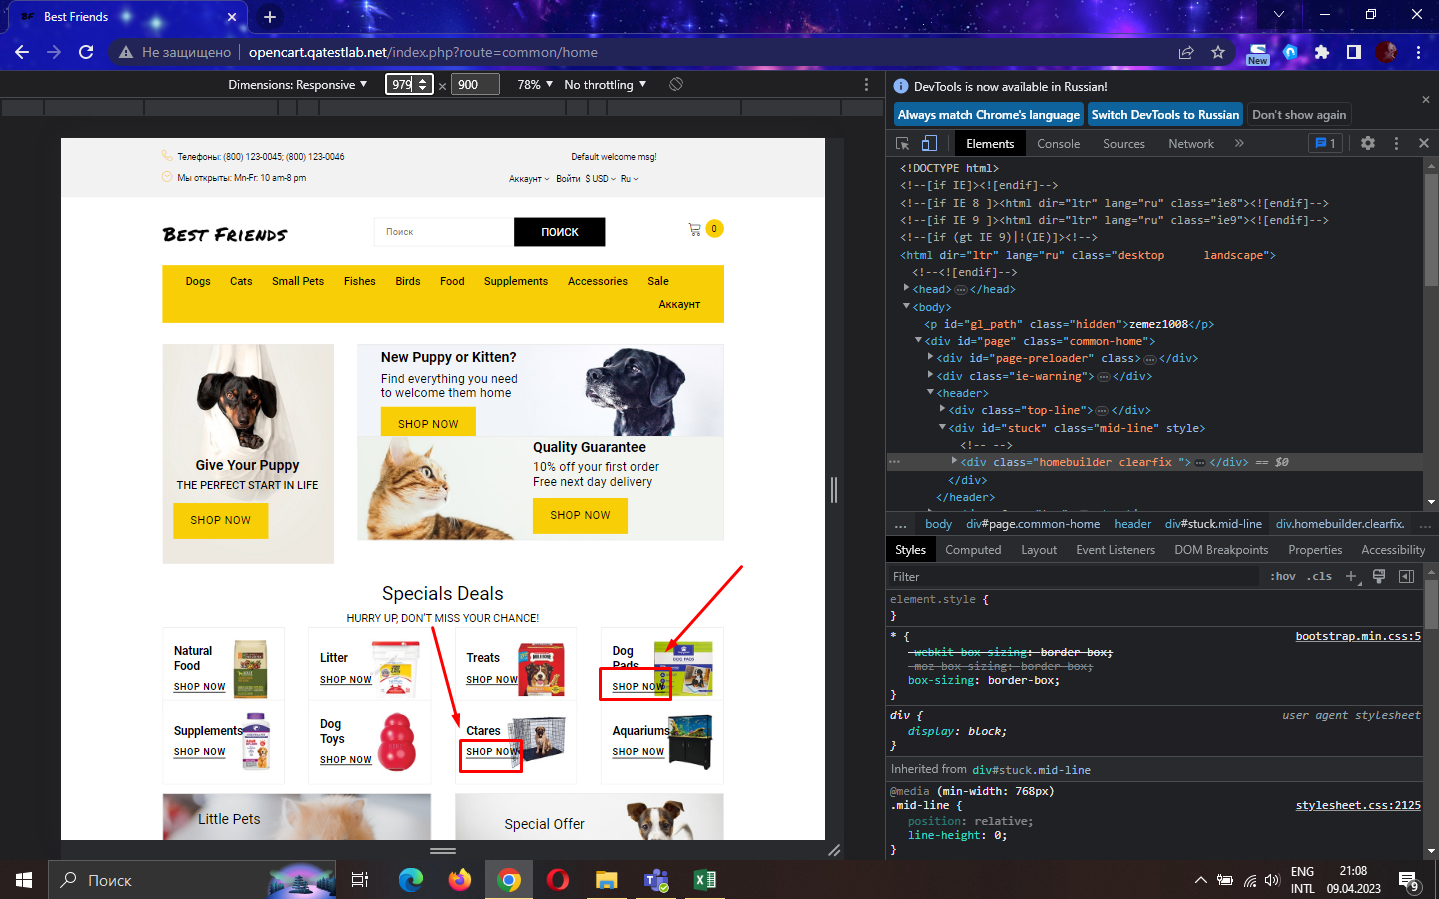 Best Friends
Не защищено
opencart.qatestlab.net/index.php?route=common/home
New
Dimensions: Responsive
979
×
900
78%
No throttling
DevTools is now available in Russian!
Always match Chrome's language
Switch DevTools to Russian
Don't show again
Elements
Console
Sources
Network
1
<!DOCTYPE html>
<!--[if IE]><![endif]-->
<!--[if IE 8 ]><html dir="ltr" lang="ru" class="ie8"><![endif]-->
<!--[if IE 9 ]><html dir="ltr" lang="ru" class="ie9"><![endif]-->
<!--[if (gt IE 9)|!(IE)]><!-->
<html dir="ltr" lang="ru" class="desktop landscape">
<!--<![endif]-->
<head>…</head>
<body>
<p id="gl_path" class="hidden">zemez1008</p>
<div id="page" class="common-home">
<div id="page-preloader" class>…</div>
<div class="ie-warning">…</div>
<header>
<div class="top-line">…</div>
<div id="stuck" class="mid-line" style>
<!-- -->
<div class="homebuilder clearfix ">…</div> == $0
</div>
</header>
… body div#page.common-home header div#stuck.mid-line div.homebuilder.clearfix. …
Styles
Computed
Layout
Event Listeners
DOM Breakpoints
Properties
Accessibility
Filter
:hov .cls
element.style {
}
* {
bootstrap.min.css:5
-webkit-box-sizing: border-box;
-moz-box-sizing: border-box;
box-sizing: border-box;
}
div {
user agent stylesheet
display: block;
}
Inherited from div#stuck.mid-line
@media (min-width: 768px)
.mid-line {
stylesheet.css:2125
position: relative;
line-height: 0;
}
Телефоны: (800) 123-0045; (800) 123-0046
Default welcome msg!
Мы открыты: Mn-Fr: 10 am-8 pm
Аккаунт
Войти
$ USD
Ru
Best Friends
Поиск
ПОИСК
0
Dogs
Cats
Small Pets
Fishes
Birds
Food
Supplements
Accessories
Sale
Аккаунт
Give Your Puppy
THE PERFECT START IN LIFE
SHOP NOW
New Puppy or Kitten?
Find everything you need
to welcome them home
SHOP NOW
Quality Guarantee
10% off your first order
Free next day delivery
SHOP NOW
Specials Deals
HURRY UP, DON'T MISS YOUR CHANCE!
Natural
Food
SHOP NOW
Litter
SHOP NOW
Treats
SHOP NOW
Dog
Pads
SHOP NOW
DOG PADS
Supplements
SHOP NOW
Dog
Toys
SHOP NOW
Ctares
SHOP NOW
Aquariums
SHOP NOW
Little Pets
Special Offer
Поиск
ENG
INTL
21:08
09.04.2023
9